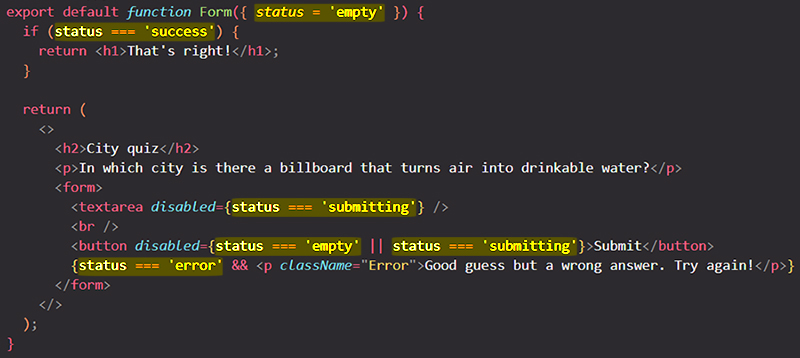 export default function Form({ status = 'empty' }) {
  if (status === 'success') {
    return <h1>That's right!</h1>;
  }

  return (
    <>
      <h2>City quiz</h2>
      <p>In which city is there a billboard that turns air into drinkable water?</p>
      <form>
        <textarea disabled={status === 'submitting'} />
        <br />
        <button disabled={status === 'empty' || status === 'submitting'}>Submit</button>
        {status === 'error' && <p className="Error">Good guess but a wrong answer. Try again!</p>}
      </form>
    </>
  );
}